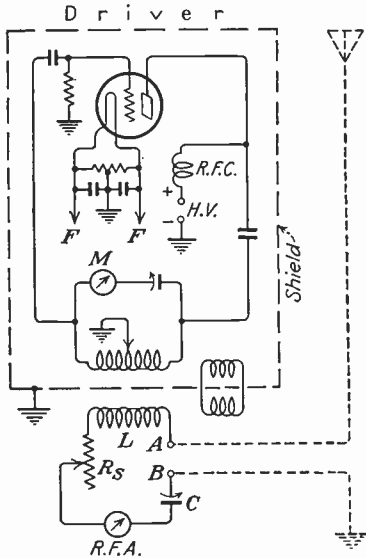 Driver
R.F.C.
+
H.V.
−
F F
M
Shield
L
A
RS
B
C
R.F.A.